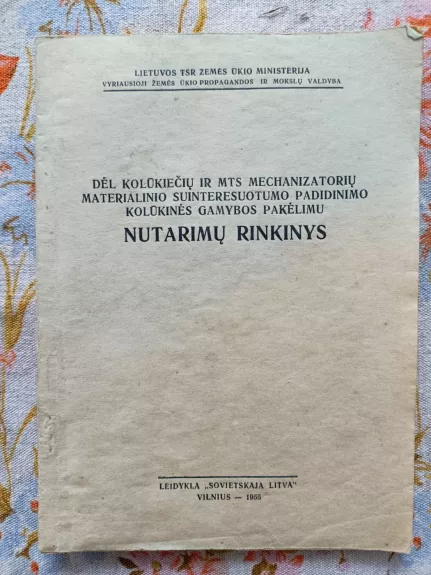 LIETUVOS TSR ŽEMĖS ŪKIO MINISTERIJA
VYRIAUSIOJI ŽEMĖS ŪKIO PROPAGANDOS IR MOKSLŲ VALDYBA
DĖL KOLŪKIEČIŲ IR MTS MECHANIZATORIŲ
MATERIALINIO SUINTERESUOTUMO PADIDINIMO
KOLŪKINĖS GAMYBOS PAKĖLIMU
NUTARIMŲ RINKINYS
LEIDYKLA „SOVIETSKAJA LITVA“
VILNIUS — 1955